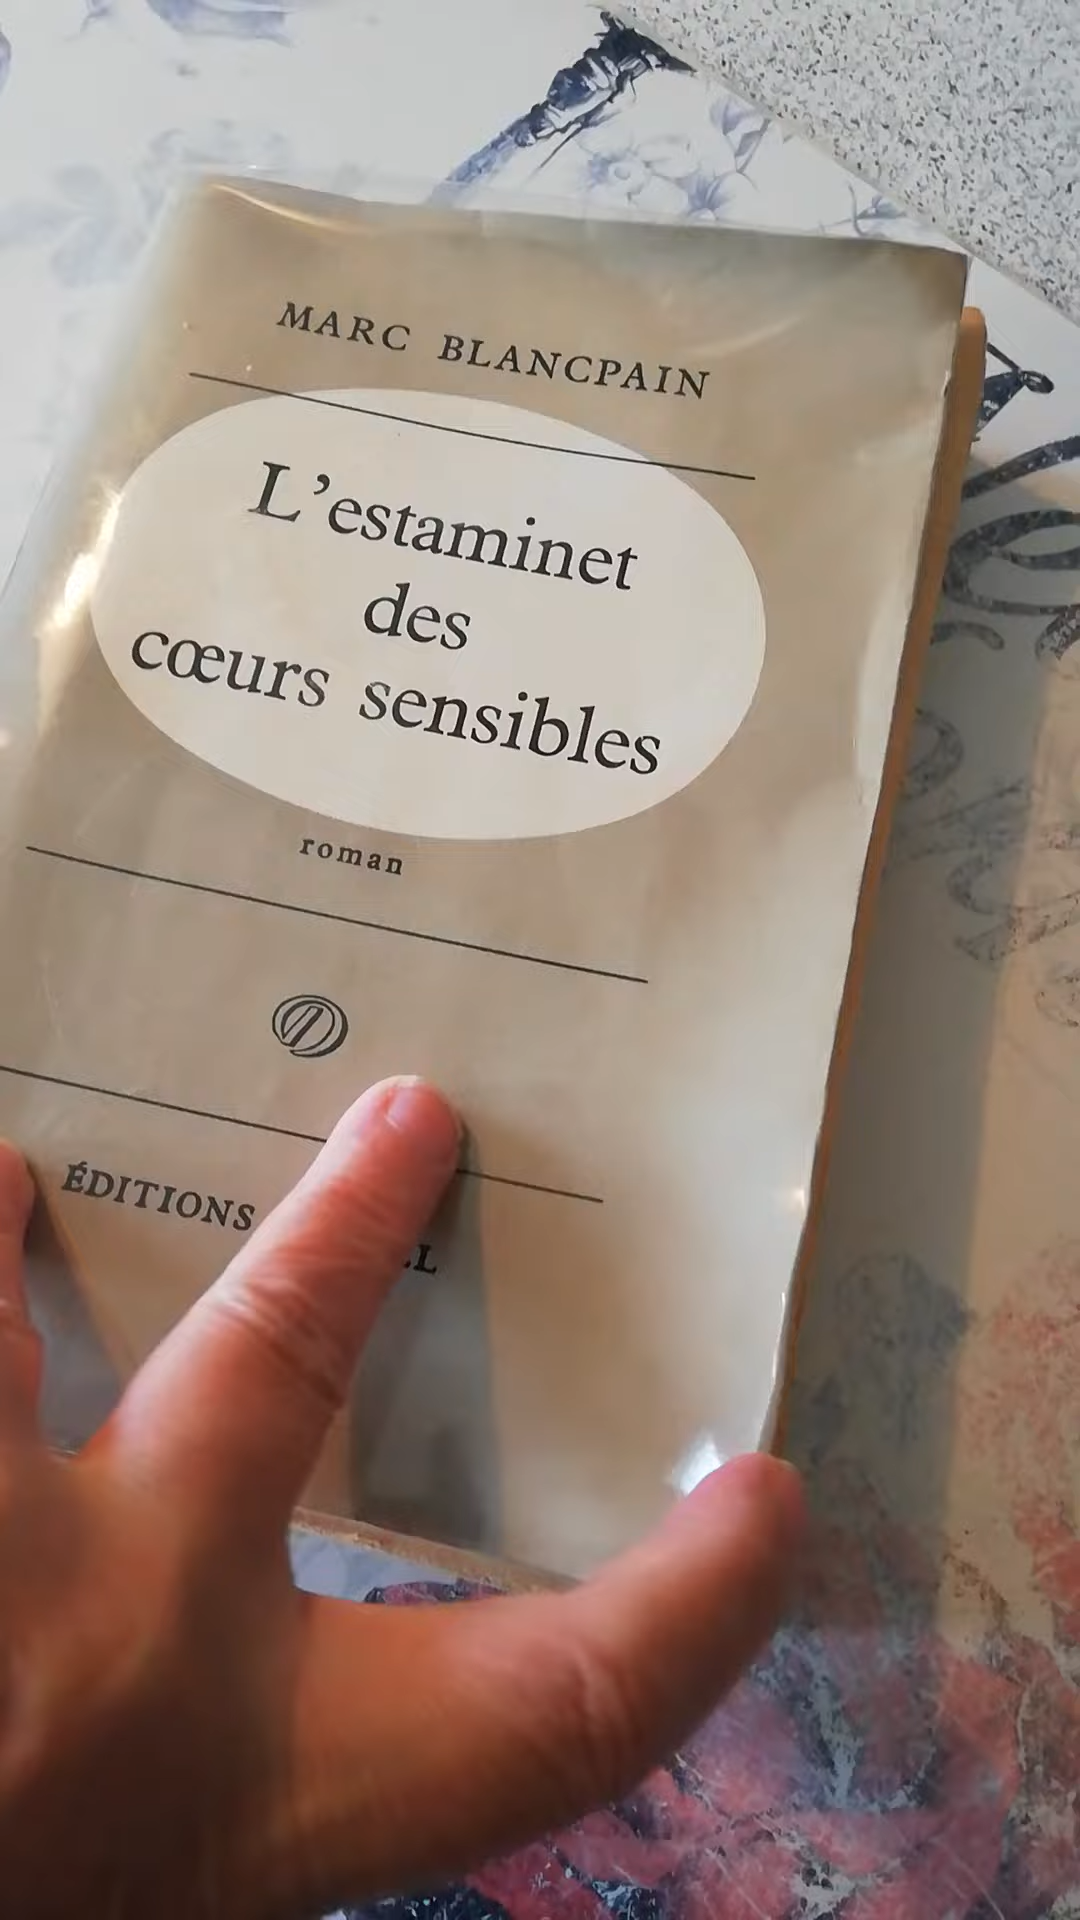 MARC BLANCPAIN
L'estaminet
des
cœurs sensibles
roman
ÉDITIONS